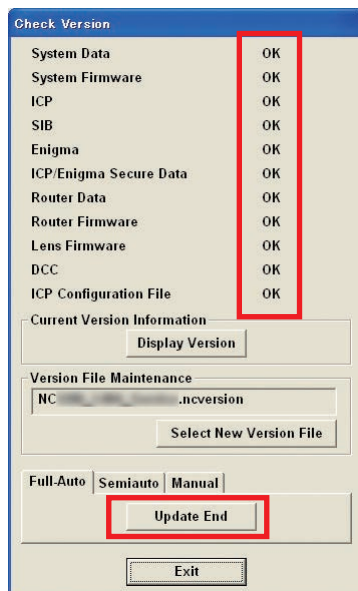 Check Version
System Data OK
System Firmware OK
ICP OK
SIB OK
Enigma OK
ICP/Enigma Secure Data OK
Router Data OK
Router Firmware OK
Lens Firmware OK
DCC OK
ICP Configuration File OK
Current Version Information
Display Version
Version File Maintenance
NC .ncversion
Select New Version File
Full-Auto Semiauto Manual
Update End
Exit